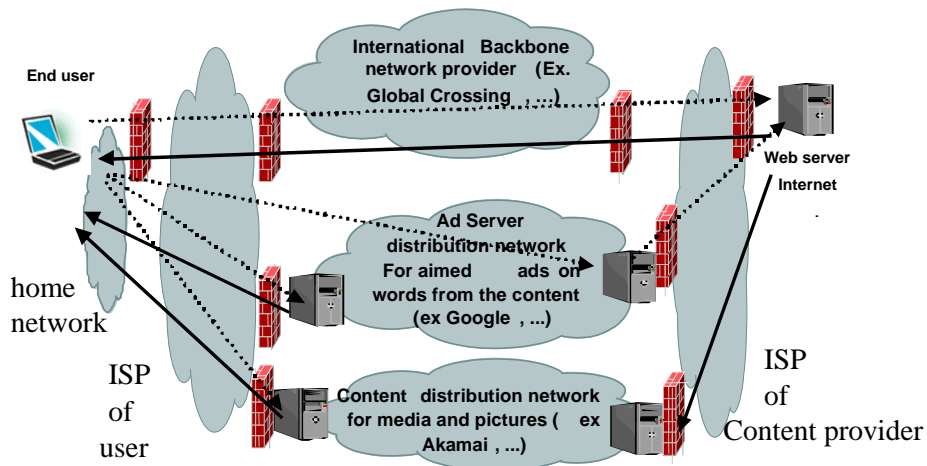 International Backbone
network provider (Ex.
Global Crossing , ...)
End user
Web server
Internet
.
Ad Server
distribution network
For aimed ads on
words from the content
(ex Google , ...)
home
network
ISP
of
user
Content distribution network
for media and pictures ( ex
Akamai , ...)
ISP
of
Content provider